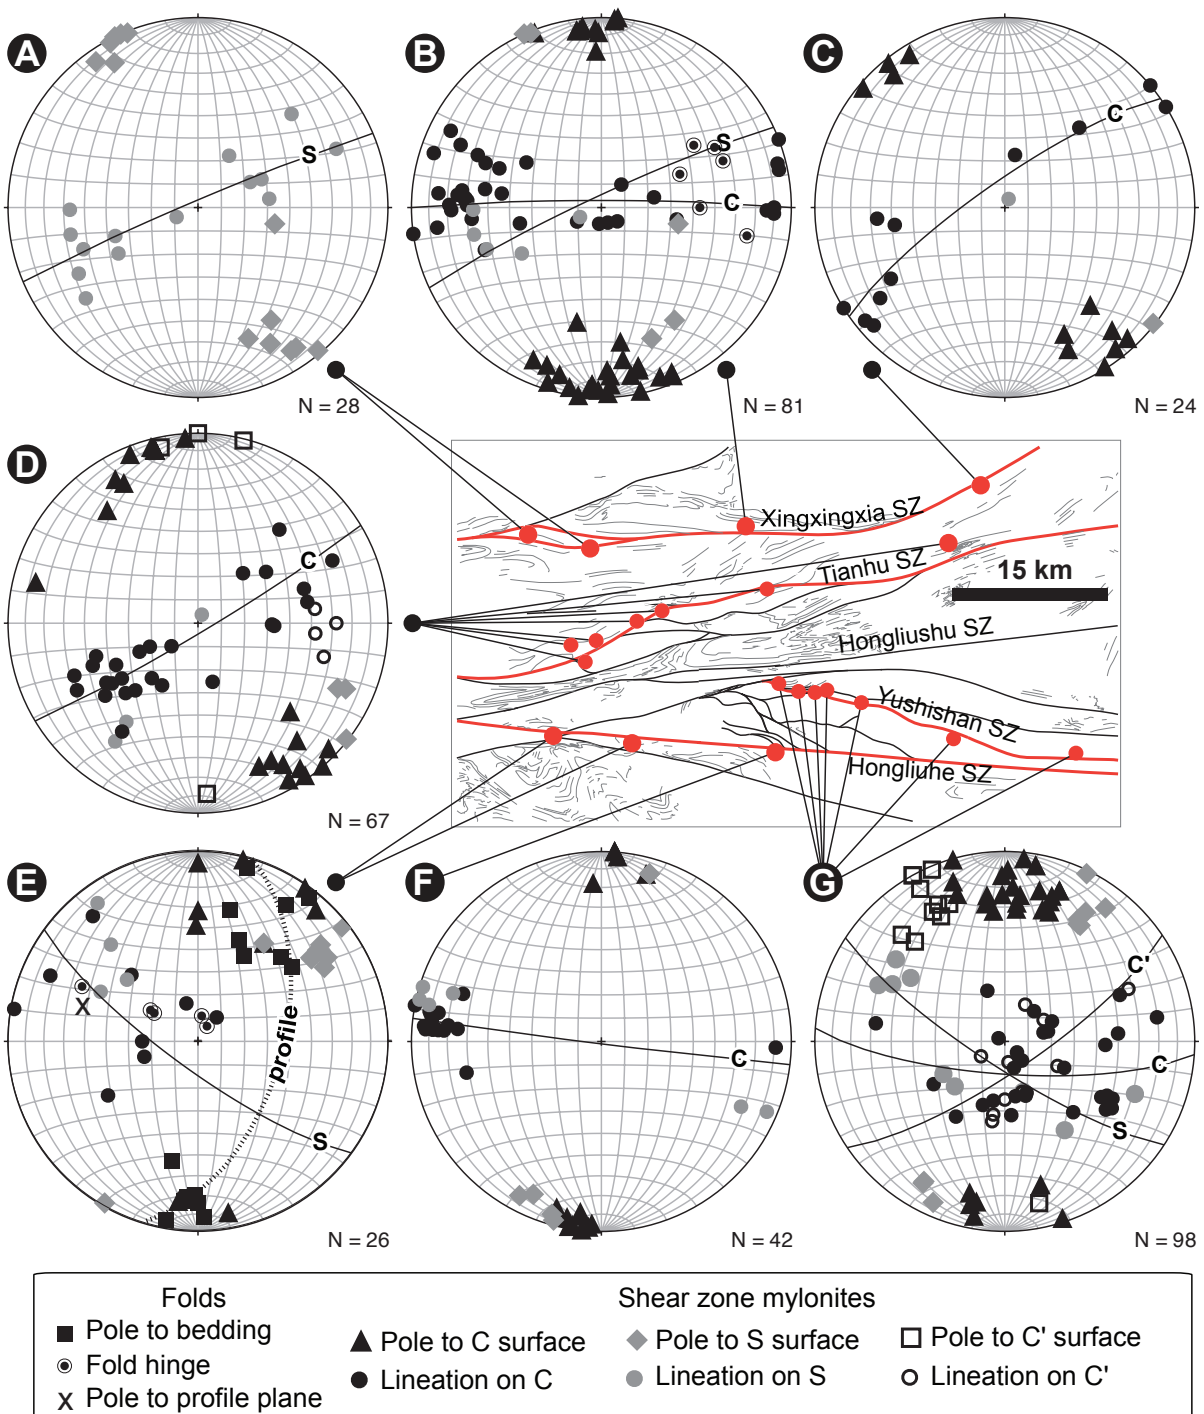 A
B
C
S
S
C
C
N = 28
N = 81
N = 24
D
C
N = 67
Xingxingxia SZ
Tianhu SZ
15 km
Hongliushu SZ
Yushishan SZ
Hongliuhe SZ
E
F
G
X
profile
S
C
C'
C
S
N = 26
N = 42
N = 98
Folds
Pole to bedding
Fold hinge
X Pole to profile plane
Shear zone mylonites
Pole to C surface
Lineation on C
Pole to S surface
Lineation on S
Pole to C' surface
Lineation on C'